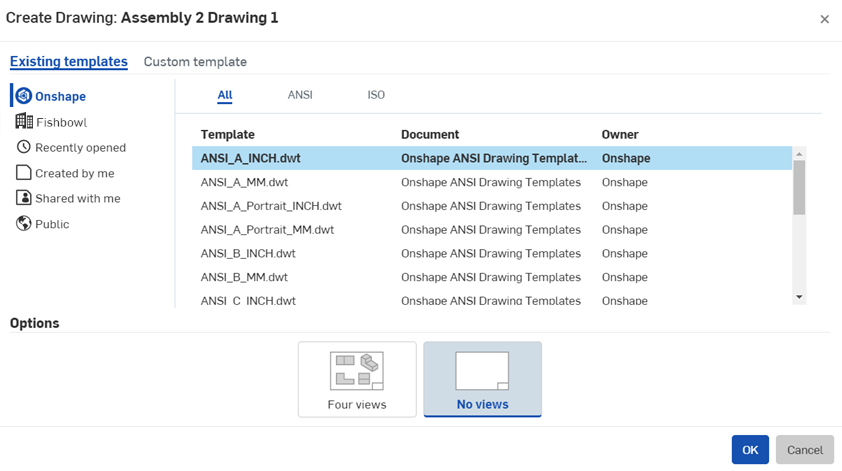 Create Drawing: Assembly 2 Drawing 1
Existing templates Custom template
Onshape
Fishbowl
Recently opened
Created by me
Shared with me
Public
All ANSI ISO
Template Document Owner
ANSI_A_INCH.dwt Onshape ANSI Drawing Templat... Onshape
ANSI_A_MM.dwt Onshape ANSI Drawing Templates Onshape
ANSI_A_Portrait_INCH.dwt Onshape ANSI Drawing Templates Onshape
ANSI_A_Portrait_MM.dwt Onshape ANSI Drawing Templates Onshape
ANSI_B_INCH.dwt Onshape ANSI Drawing Templates Onshape
ANSI_B_MM.dwt Onshape ANSI Drawing Templates Onshape
ANSI_C_INCH.dwt Onshape ANSI Drawing Templates Onshape
Options
Four views No views
OK Cancel